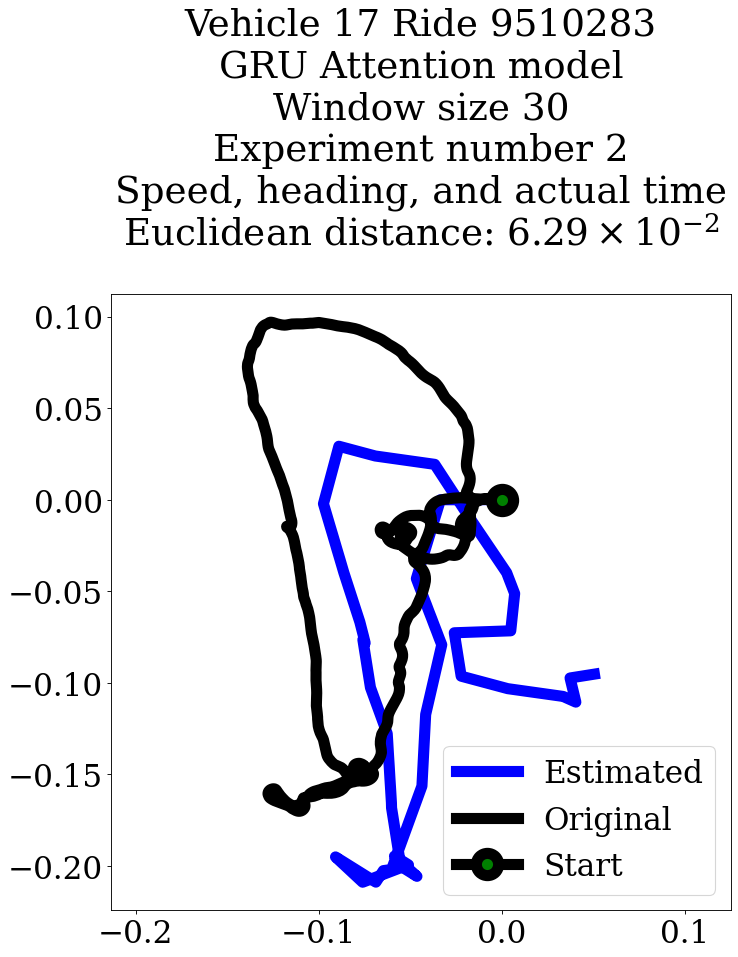 Vehicle 17 Ride 9510283
GRU Attention model
Window size 30
Experiment number 2
Speed, heading, and actual time
Euclidean distance: 6.29 × 10⁻²
0.10
0.05
0.00
−0.05
−0.10
−0.15
−0.20
−0.2 −0.1 0.0 0.1
Estimated
Original
Start